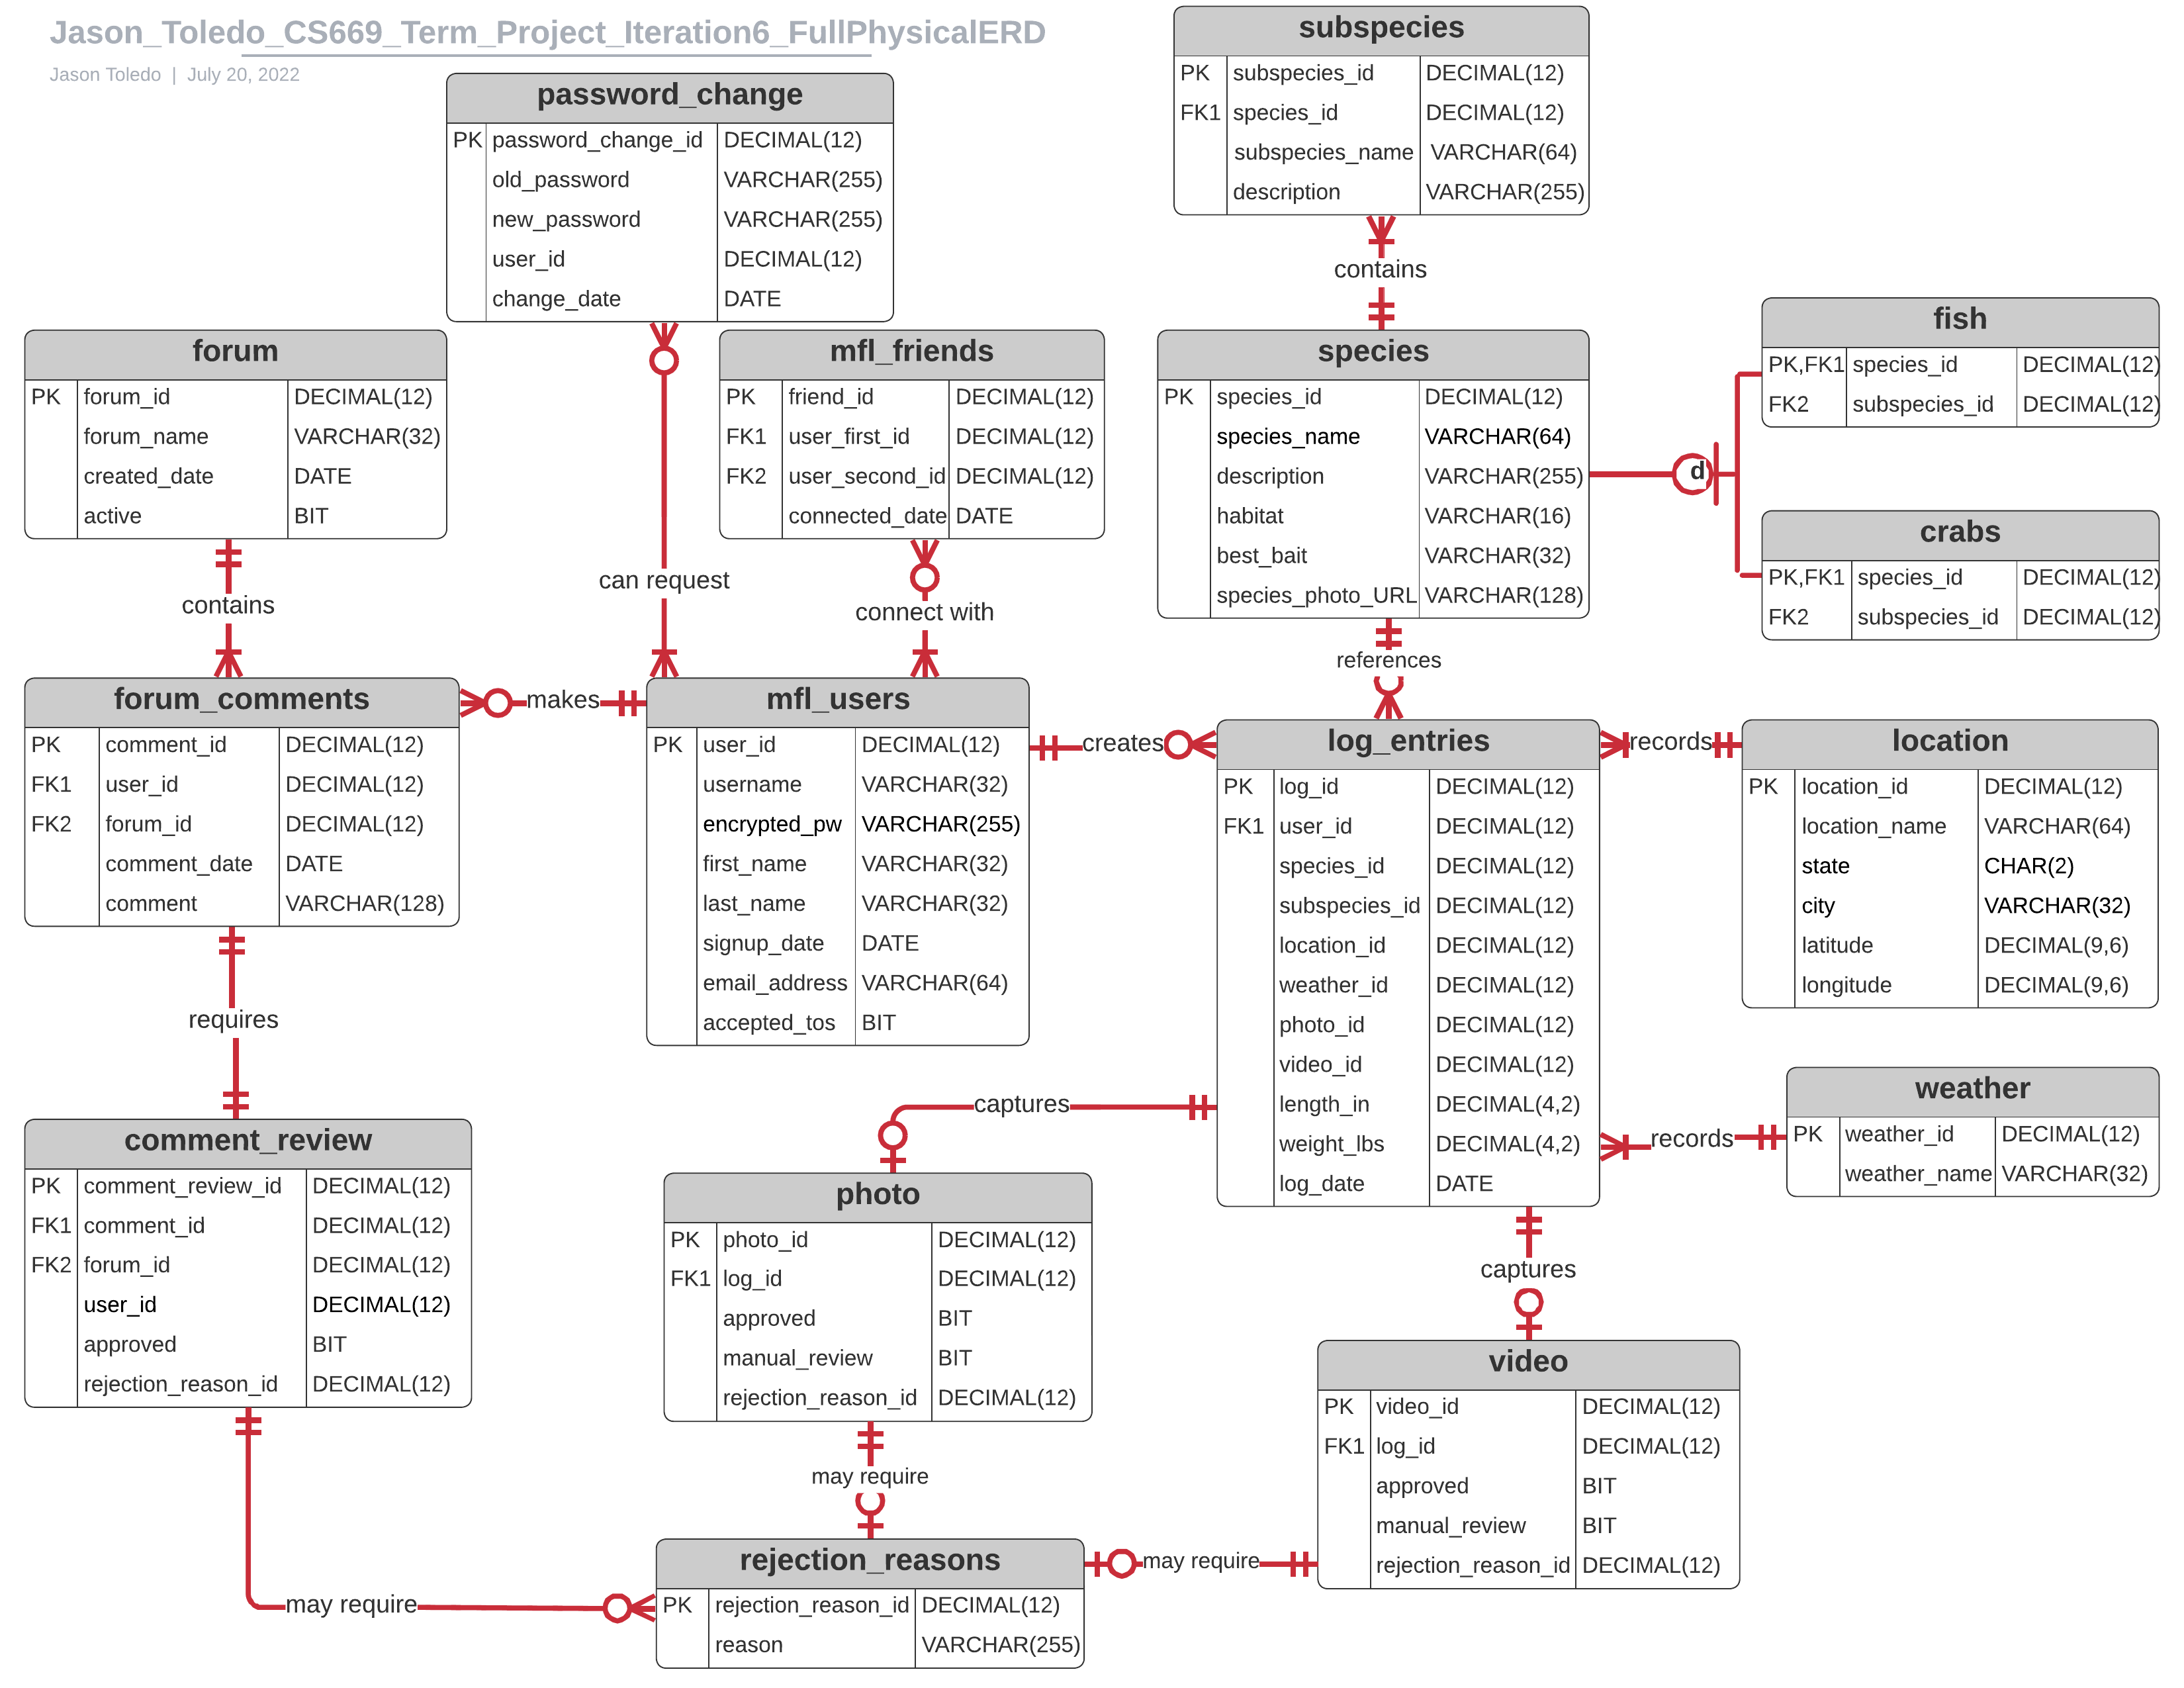 Jason_Toledo_CS669_Term_Project_Iteration6_FullPhysicalERD
Jason Toledo | July 20, 2022
password_change
PK password_change_id DECIMAL(12)
old_password VARCHAR(255)
new_password VARCHAR(255)
user_id DECIMAL(12)
change_date DATE
subspecies
PK subspecies_id DECIMAL(12)
FK1 species_id DECIMAL(12)
subspecies_name VARCHAR(64)
description VARCHAR(255)
contains
forum
PK forum_id DECIMAL(12)
forum_name VARCHAR(32)
created_date DATE
active BIT
contains
can request
mfl_friends
PK friend_id DECIMAL(12)
FK1 user_first_id DECIMAL(12)
FK2 user_second_id DECIMAL(12)
connected_date DATE
connect with
species
PK species_id DECIMAL(12)
species_name VARCHAR(64)
description VARCHAR(255)
habitat VARCHAR(16)
best_bait VARCHAR(32)
species_photo_URL VARCHAR(128)
d
fish
PK,FK1 species_id DECIMAL(12)
FK2 subspecies_id DECIMAL(12)
crabs
PK,FK1 species_id DECIMAL(12)
FK2 subspecies_id DECIMAL(12)
references
forum_comments
PK comment_id DECIMAL(12)
FK1 user_id DECIMAL(12)
FK2 forum_id DECIMAL(12)
comment_date DATE
comment VARCHAR(128)
makes
mfl_users
PK user_id DECIMAL(12)
username VARCHAR(32)
encrypted_pw VARCHAR(255)
first_name VARCHAR(32)
last_name VARCHAR(32)
signup_date DATE
email_address VARCHAR(64)
accepted_tos BIT
creates
log_entries
PK log_id DECIMAL(12)
FK1 user_id DECIMAL(12)
species_id DECIMAL(12)
subspecies_id DECIMAL(12)
location_id DECIMAL(12)
weather_id DECIMAL(12)
photo_id DECIMAL(12)
video_id DECIMAL(12)
length_in DECIMAL(4,2)
weight_lbs DECIMAL(4,2)
log_date DATE
records
location
PK location_id DECIMAL(12)
location_name VARCHAR(64)
state CHAR(2)
city VARCHAR(32)
latitude DECIMAL(9,6)
longitude DECIMAL(9,6)
records
weather
PK weather_id DECIMAL(12)
weather_name VARCHAR(32)
requires
comment_review
PK comment_review_id DECIMAL(12)
FK1 comment_id DECIMAL(12)
FK2 forum_id DECIMAL(12)
user_id DECIMAL(12)
approved BIT
rejection_reason_id DECIMAL(12)
captures
photo
PK photo_id DECIMAL(12)
FK1 log_id DECIMAL(12)
approved BIT
manual_review BIT
rejection_reason_id DECIMAL(12)
captures
video
PK video_id DECIMAL(12)
FK1 log_id DECIMAL(12)
approved BIT
manual_review BIT
rejection_reason_id DECIMAL(12)
may require
may require
may require
rejection_reasons
PK rejection_reason_id DECIMAL(12)
reason VARCHAR(255)